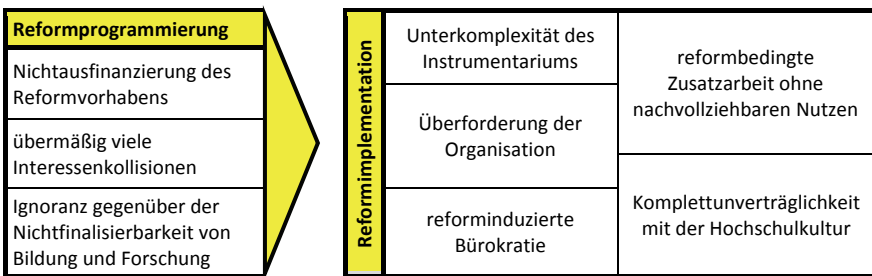 Reformprogrammierung
Nichtausfinanzierung des
Reformvorhabens
übermäßig viele
Interessenkollisionen
Ignoranz gegenüber der
Nichtfinalisierbarkeit von
Bildung und Forschung
Reformimplementation
Unterkomplexität des
Instrumentariums
Überforderung der
Organisation
reforminduzierte
Bürokratie
reformbedingte
Zusatzarbeit ohne
nachvollziehbaren Nutzen
Komplettunverträglichkeit
mit der Hochschulkultur